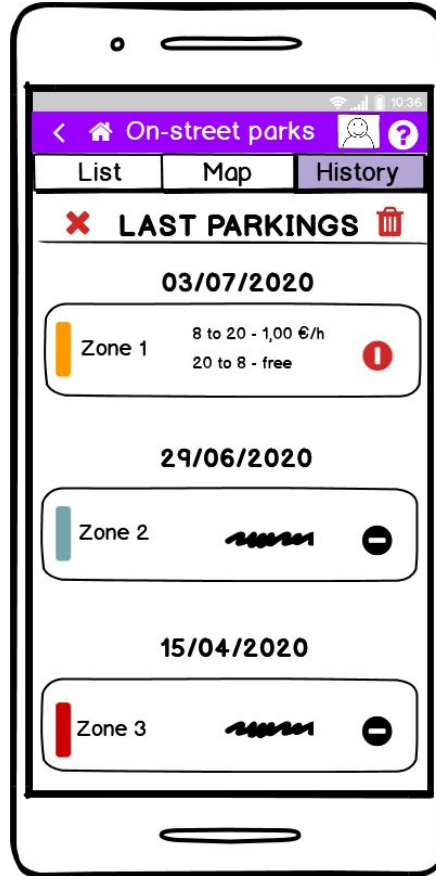 10:36
On-street parks ?
List Map History
LAST PARKINGS
03/07/2020
Zone 1
8 to 20 - 1,00 €/h
20 to 8 - free
29/06/2020
Zone 2
15/04/2020
Zone 3